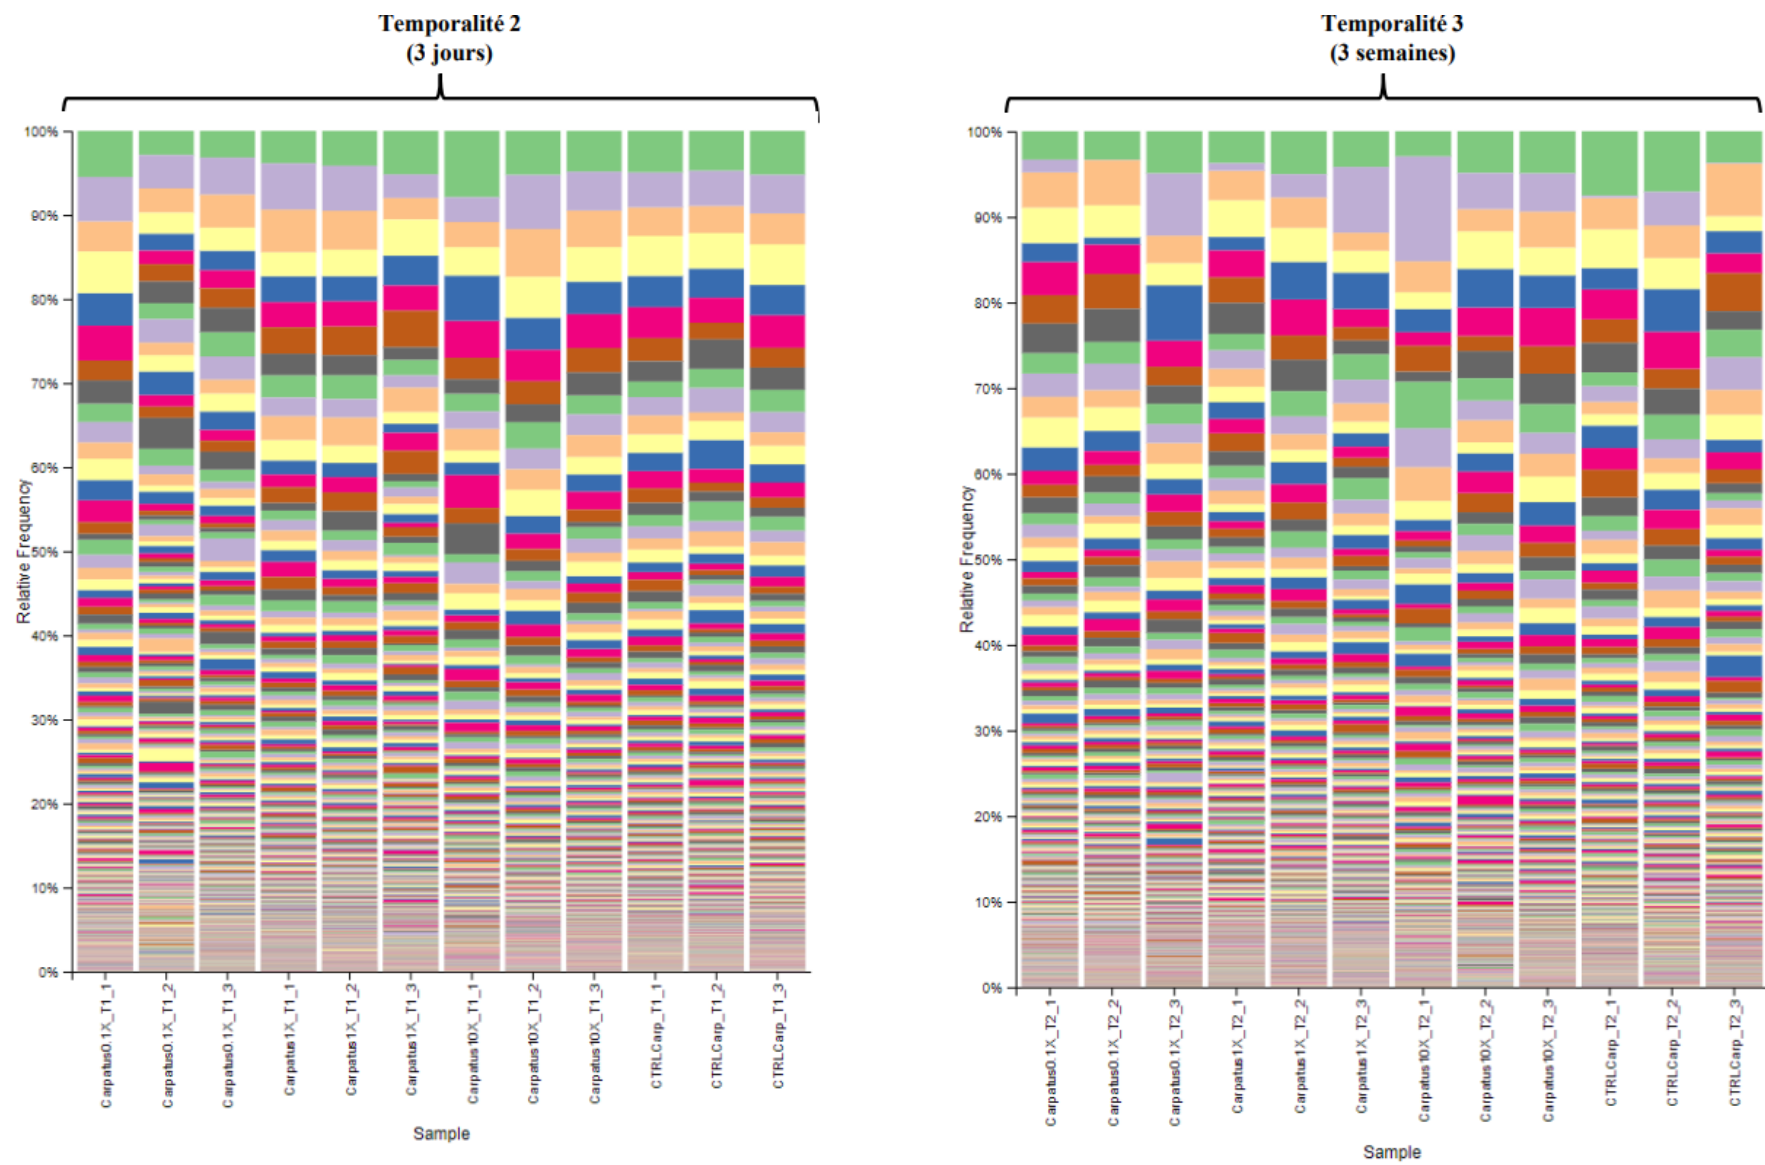 Temporalité 2
(3 jours)
Temporalité 3
(3 semaines)
100%
90%
80%
70%
60%
50%
40%
30%
20%
10%
0%
Relative Frequency
Carpatus0.1X_T1_1
Carpatus0.1X_T1_2
Carpatus0.1X_T1_3
Carpatus1X_T1_1
Carpatus1X_T1_2
Carpatus1X_T1_3
Carpatus10X_T1_1
Carpatus10X_T1_2
Carpatus10X_T1_3
CTRLCarp_T1_1
CTRLCarp_T1_2
CTRLCarp_T1_3
Sample
100%
90%
80%
70%
60%
50%
40%
30%
20%
10%
0%
Relative Frequency
Carpatus0.1X_T2_1
Carpatus0.1X_T2_2
Carpatus0.1X_T2_3
Carpatus1X_T2_1
Carpatus1X_T2_2
Carpatus1X_T2_3
Carpatus10X_T2_1
Carpatus10X_T2_2
Carpatus10X_T2_3
CTRLCarp_T2_1
CTRLCarp_T2_2
CTRLCarp_T2_3
Sample